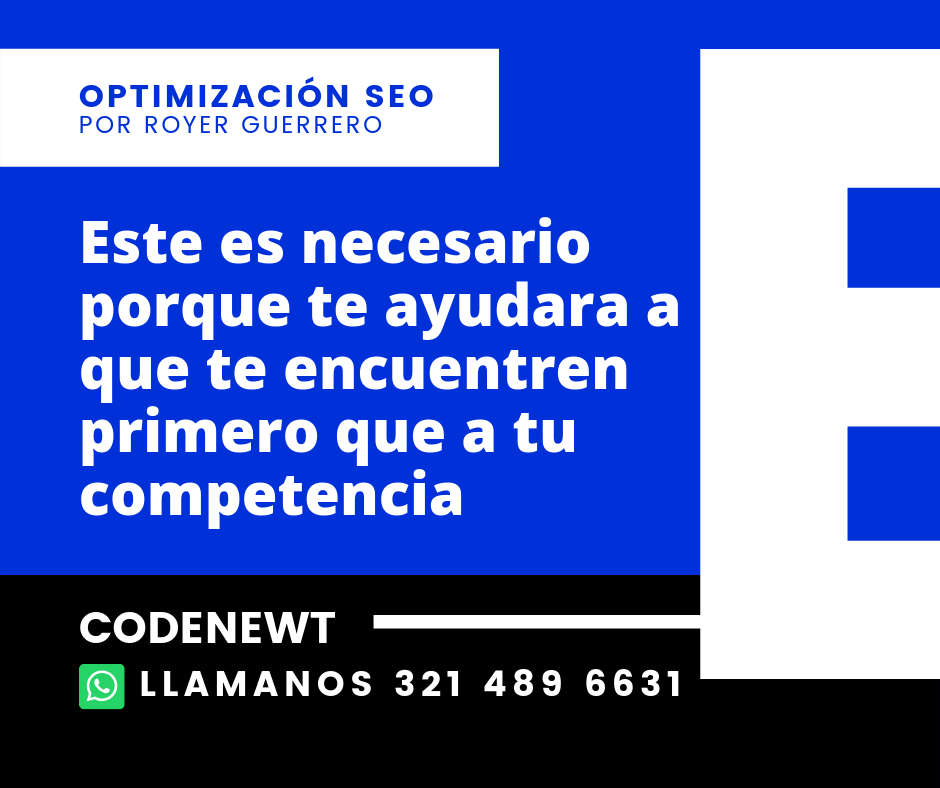 OPTIMIZACIÓN SEO
POR ROYER GUERRERO
Este es necesario
porque te ayudara a
que te encuentren
primero que a tu
competencia
E
CODENEWT
LLAMANOS 321 489 6631